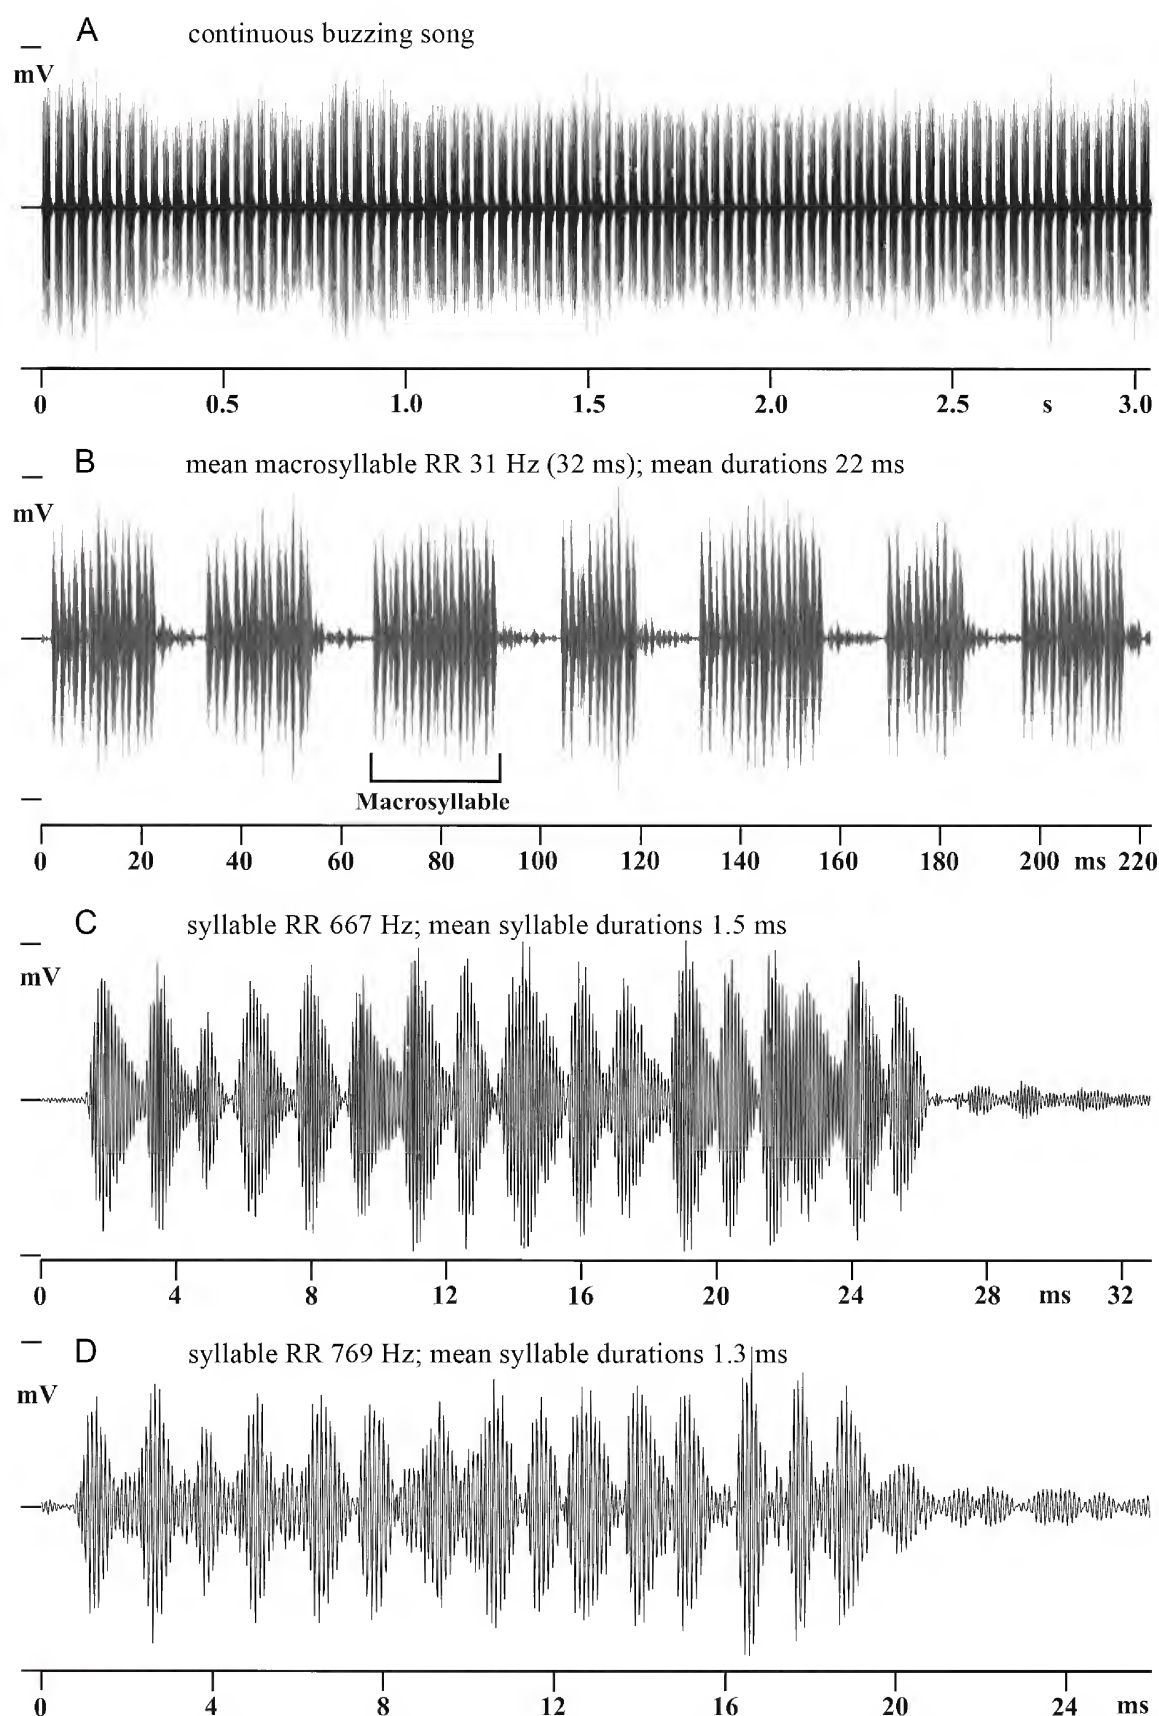 A continuous buzzing song
mV
0 0.5 1.0 1.5 2.0 2.5 s 3.0
B mean macrosyllable RR 31 Hz (32 ms); mean durations 22 ms
mV
Macrosyllable
0 20 40 60 80 100 120 140 160 180 200 ms 220
C syllable RR 667 Hz; mean syllable durations 1.5 ms
mV
0 4 8 12 16 20 24 28 ms 32
D syllable RR 769 Hz; mean syllable durations 1.3 ms
mV
0 4 8 12 16 20 24 ms